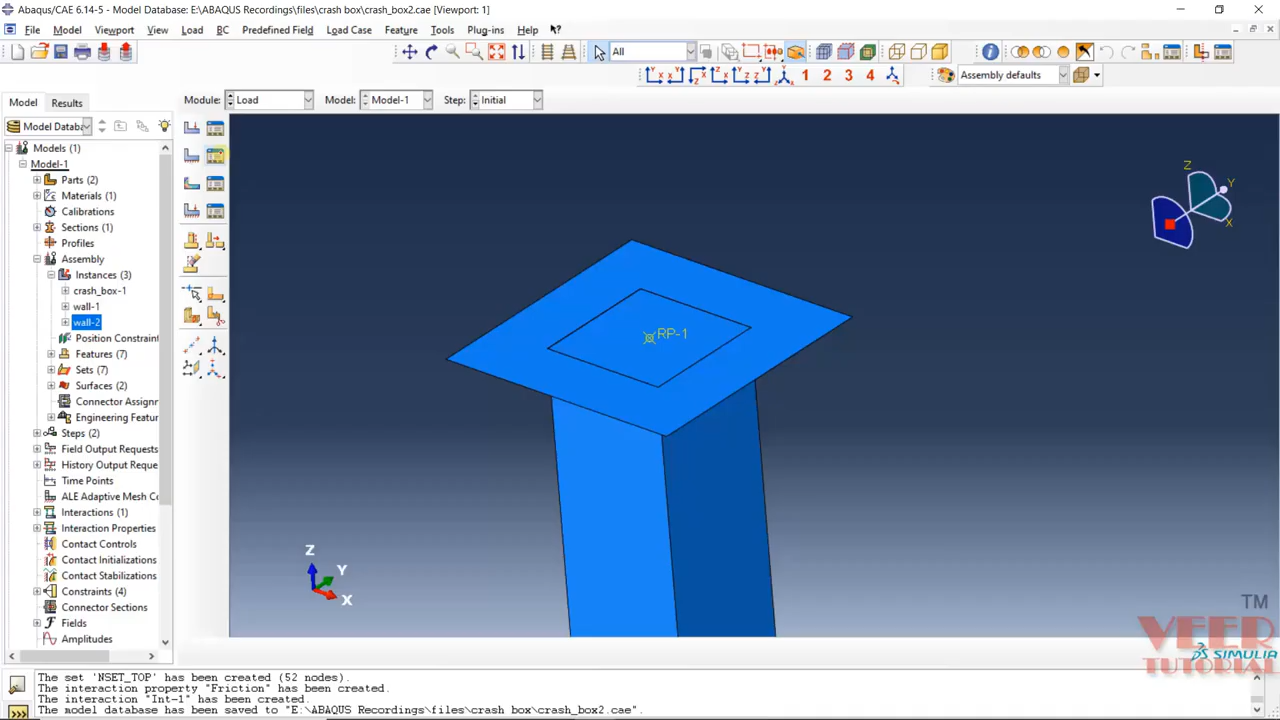 Abaqus/CAE 6.14-5 - Model Database: E:\ABAQUS Recordings\files\crash box\crash_box2.cae [Viewport: 1]
File Model Viewport View Load BC Predefined Field Load Case Feature Tools Plug-ins Help
All
1 2 3 4 Assembly defaults
Model Results
Module: Load Model: Model-1 Step: Initial
Model Databa
Models (1)
Model-1
Parts (2)
Materials (1)
Calibrations
Sections (1)
Profiles
Assembly
Instances (3)
crash_box-1
wall-1
wall-2
Position Constraint
Features (7)
Sets (7)
Surfaces (2)
Connector Assignr
Engineering Featur
Steps (2)
Field Output Requests
History Output Reque
Time Points
ALE Adaptive Mesh Co
Interactions (1)
Interaction Properties
Contact Controls
Contact Initializations
Contact Stabilizations
Constraints (4)
Connector Sections
Fields
Amplitudes
RP-1
Z
Y
X
Z
Y
X
TM
VEER
SIMULIA
TUTORIAL
The set 'NSET_TOP' has been created (52 nodes).
The interaction property "Friction" has been created.
The interaction "Int-1" has been created.
The model database has been saved to "E:\ABAQUS Recordings\files\crash box\crash_box2.cae".